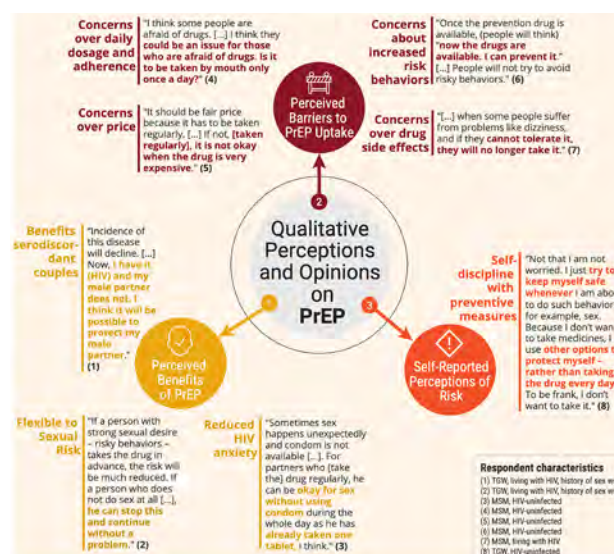 Concerns
over daily
dosage and
adherence
"I think some people are
afraid of drugs. [...] I think they
could be an issue for those
who are afraid of drugs. Is it
to be taken by mouth only
once a day?" (4)
Concerns
over price
"It should be fair price
because it has to be taken
regularly. [...] If not, [taken
regularly], it is not okay
when the drug is very
expensive." (5)
Perceived
Barriers to
PrEP Uptake
Concerns
about
increased
risk
behaviors
"Once the prevention drug is
available, (people will think)
"now the drugs are
available. I can prevent it."
[...] People will not try to avoid
risky behaviors." (6)
Concerns
over drug
side effects
"[...] when some people suffer
from problems like dizziness,
and if they cannot tolerate it,
they will no longer take it." (7)
2
Qualitative
Perceptions
and Opinions
on
PrEP
1
3
Benefits
serodiscor-
dant
couples
"Incidence of
this disease
will decline. [...]
Now, I have it
(HIV) and my
male partner
does not. I
think it will be
possible to
protect my
male
partner."
(1)
Perceived
Benefits
of PrEP
Flexible to
Sexual
Risk
"If a person with
strong sexual desire
– risky behaviors –
takes the drug in
advance, the risk will
be much reduced. If
a person who does
not do sex at all [...],
he can stop this
and continue
without a
problem." (2)
Reduced
HIV
anxiety
"Sometimes sex
happens unexpectedly
and condom is not
available [...]. For
partners who [take
the] drug regularly, he
can be okay for sex
without using
condom during the
whole day as he has
already taken one
tablet, I think." (3)
Self-Reported
Perceptions of
Risk
Self-
discipline
with
preventive
measures
"Not that I am not
worried. I just try to
keep myself safe
whenever I am abou
to do such behavior
for example, sex.
Because I don't wan
to take medicines, I
use other options t
protect myself –
rather than taking
the drug every day
To be frank, I don't
want to take it." (8)
Respondent characteristics
(1) TGW, living with HIV, history of sex w
(2) TGW, living with HIV, history of sex w
(3) MSM, HIV-uninfected
(4) MSM, HIV-uninfected
(5) MSM, HIV-uninfected
(6) MSM, HIV-uninfected
(7) MSM, living with HIV
(8) TGW, HIV-uninfected